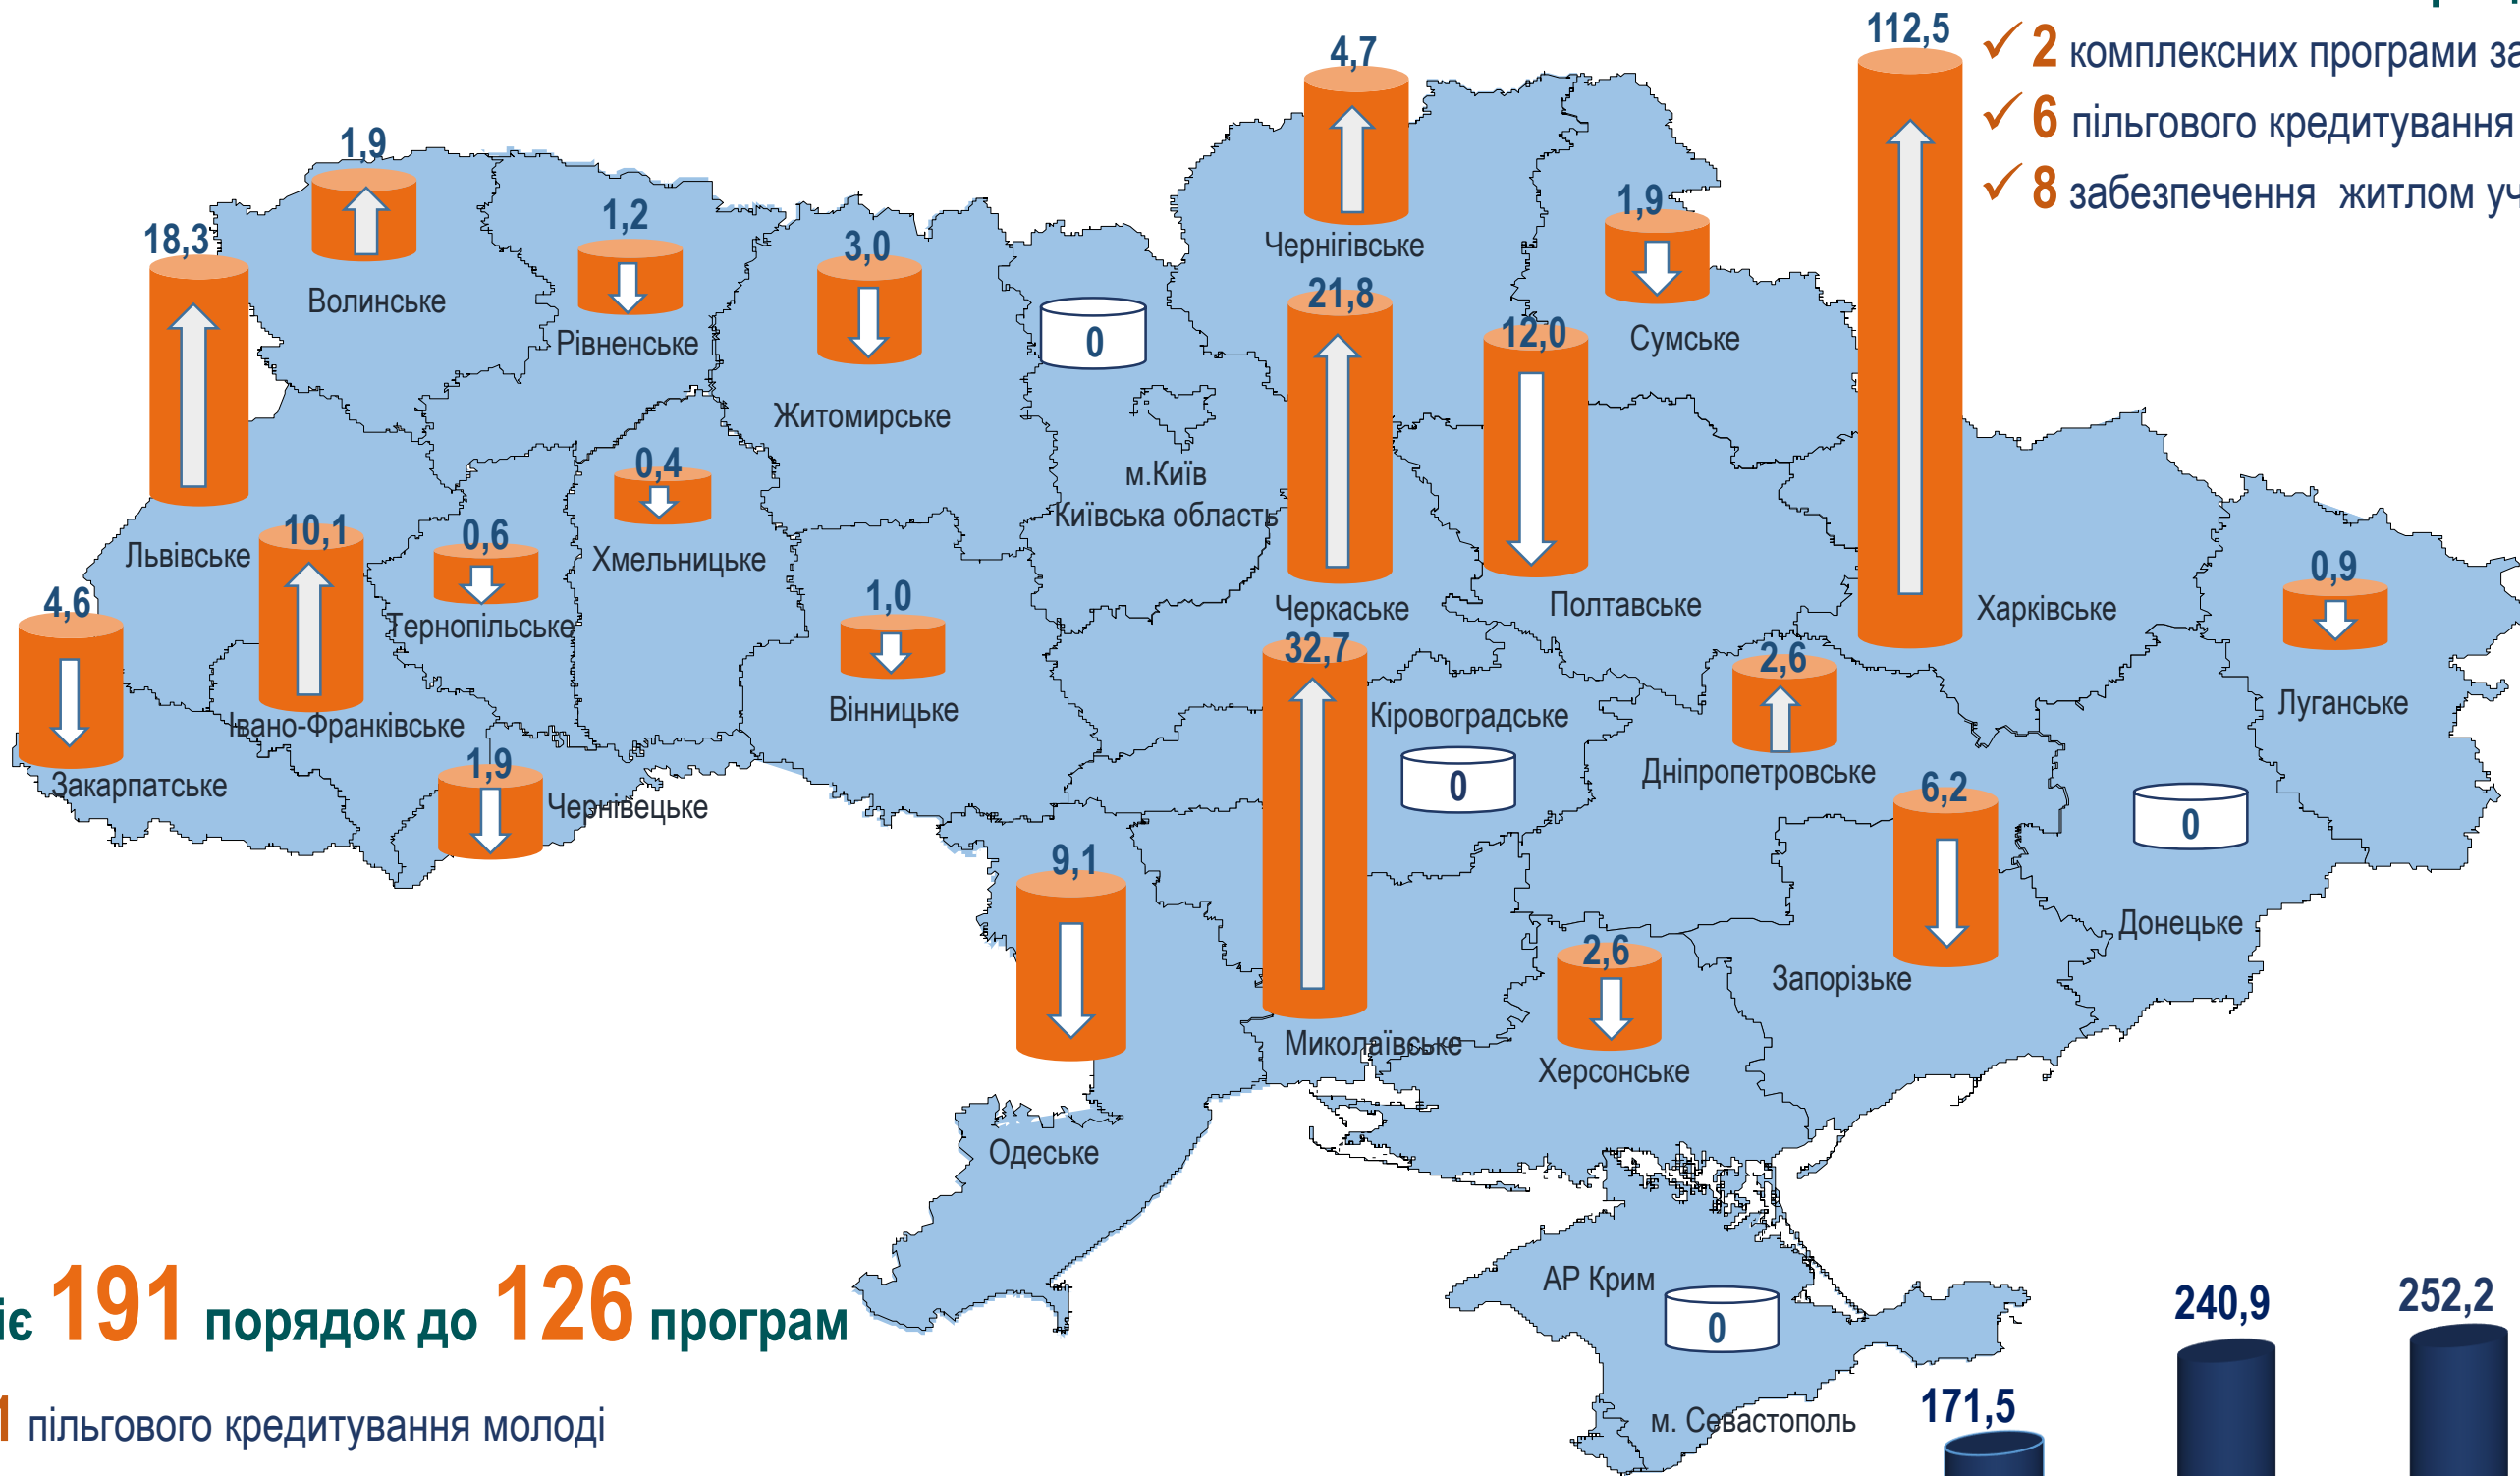 112,5
✓ 2 комплексних програми за
4,7
✓ 6 пільгового кредитування
1,9
✓ 8 забезпечення житлом уч
1,9
1,2
18,3
3,0
Чернігівське
21,8
Волинське
12,0
Сумське
Рівненське
0
Житомирське
0,4
м.Київ
Київська область
10,1
0,6
Львівське
Хмельницьке
0,9
4,6
1,0
Черкаське
Полтавське
Харківське
Тернопільське
32,7
2,6
Вінницьке
Кіровоградське
Луганське
Івано-Франківське
1,9
Дніпропетровське
Закарпатське
0
6,2
Чернівецьке
0
9,1
Донецьке
2,6
Запорізьке
Миколаївське
Херсонське
Одеське
АР Крим
0
іє 191 порядок до 126 програм
240,9
252,2
171,5
1 пільгового кредитування молоді
м. Севастополь